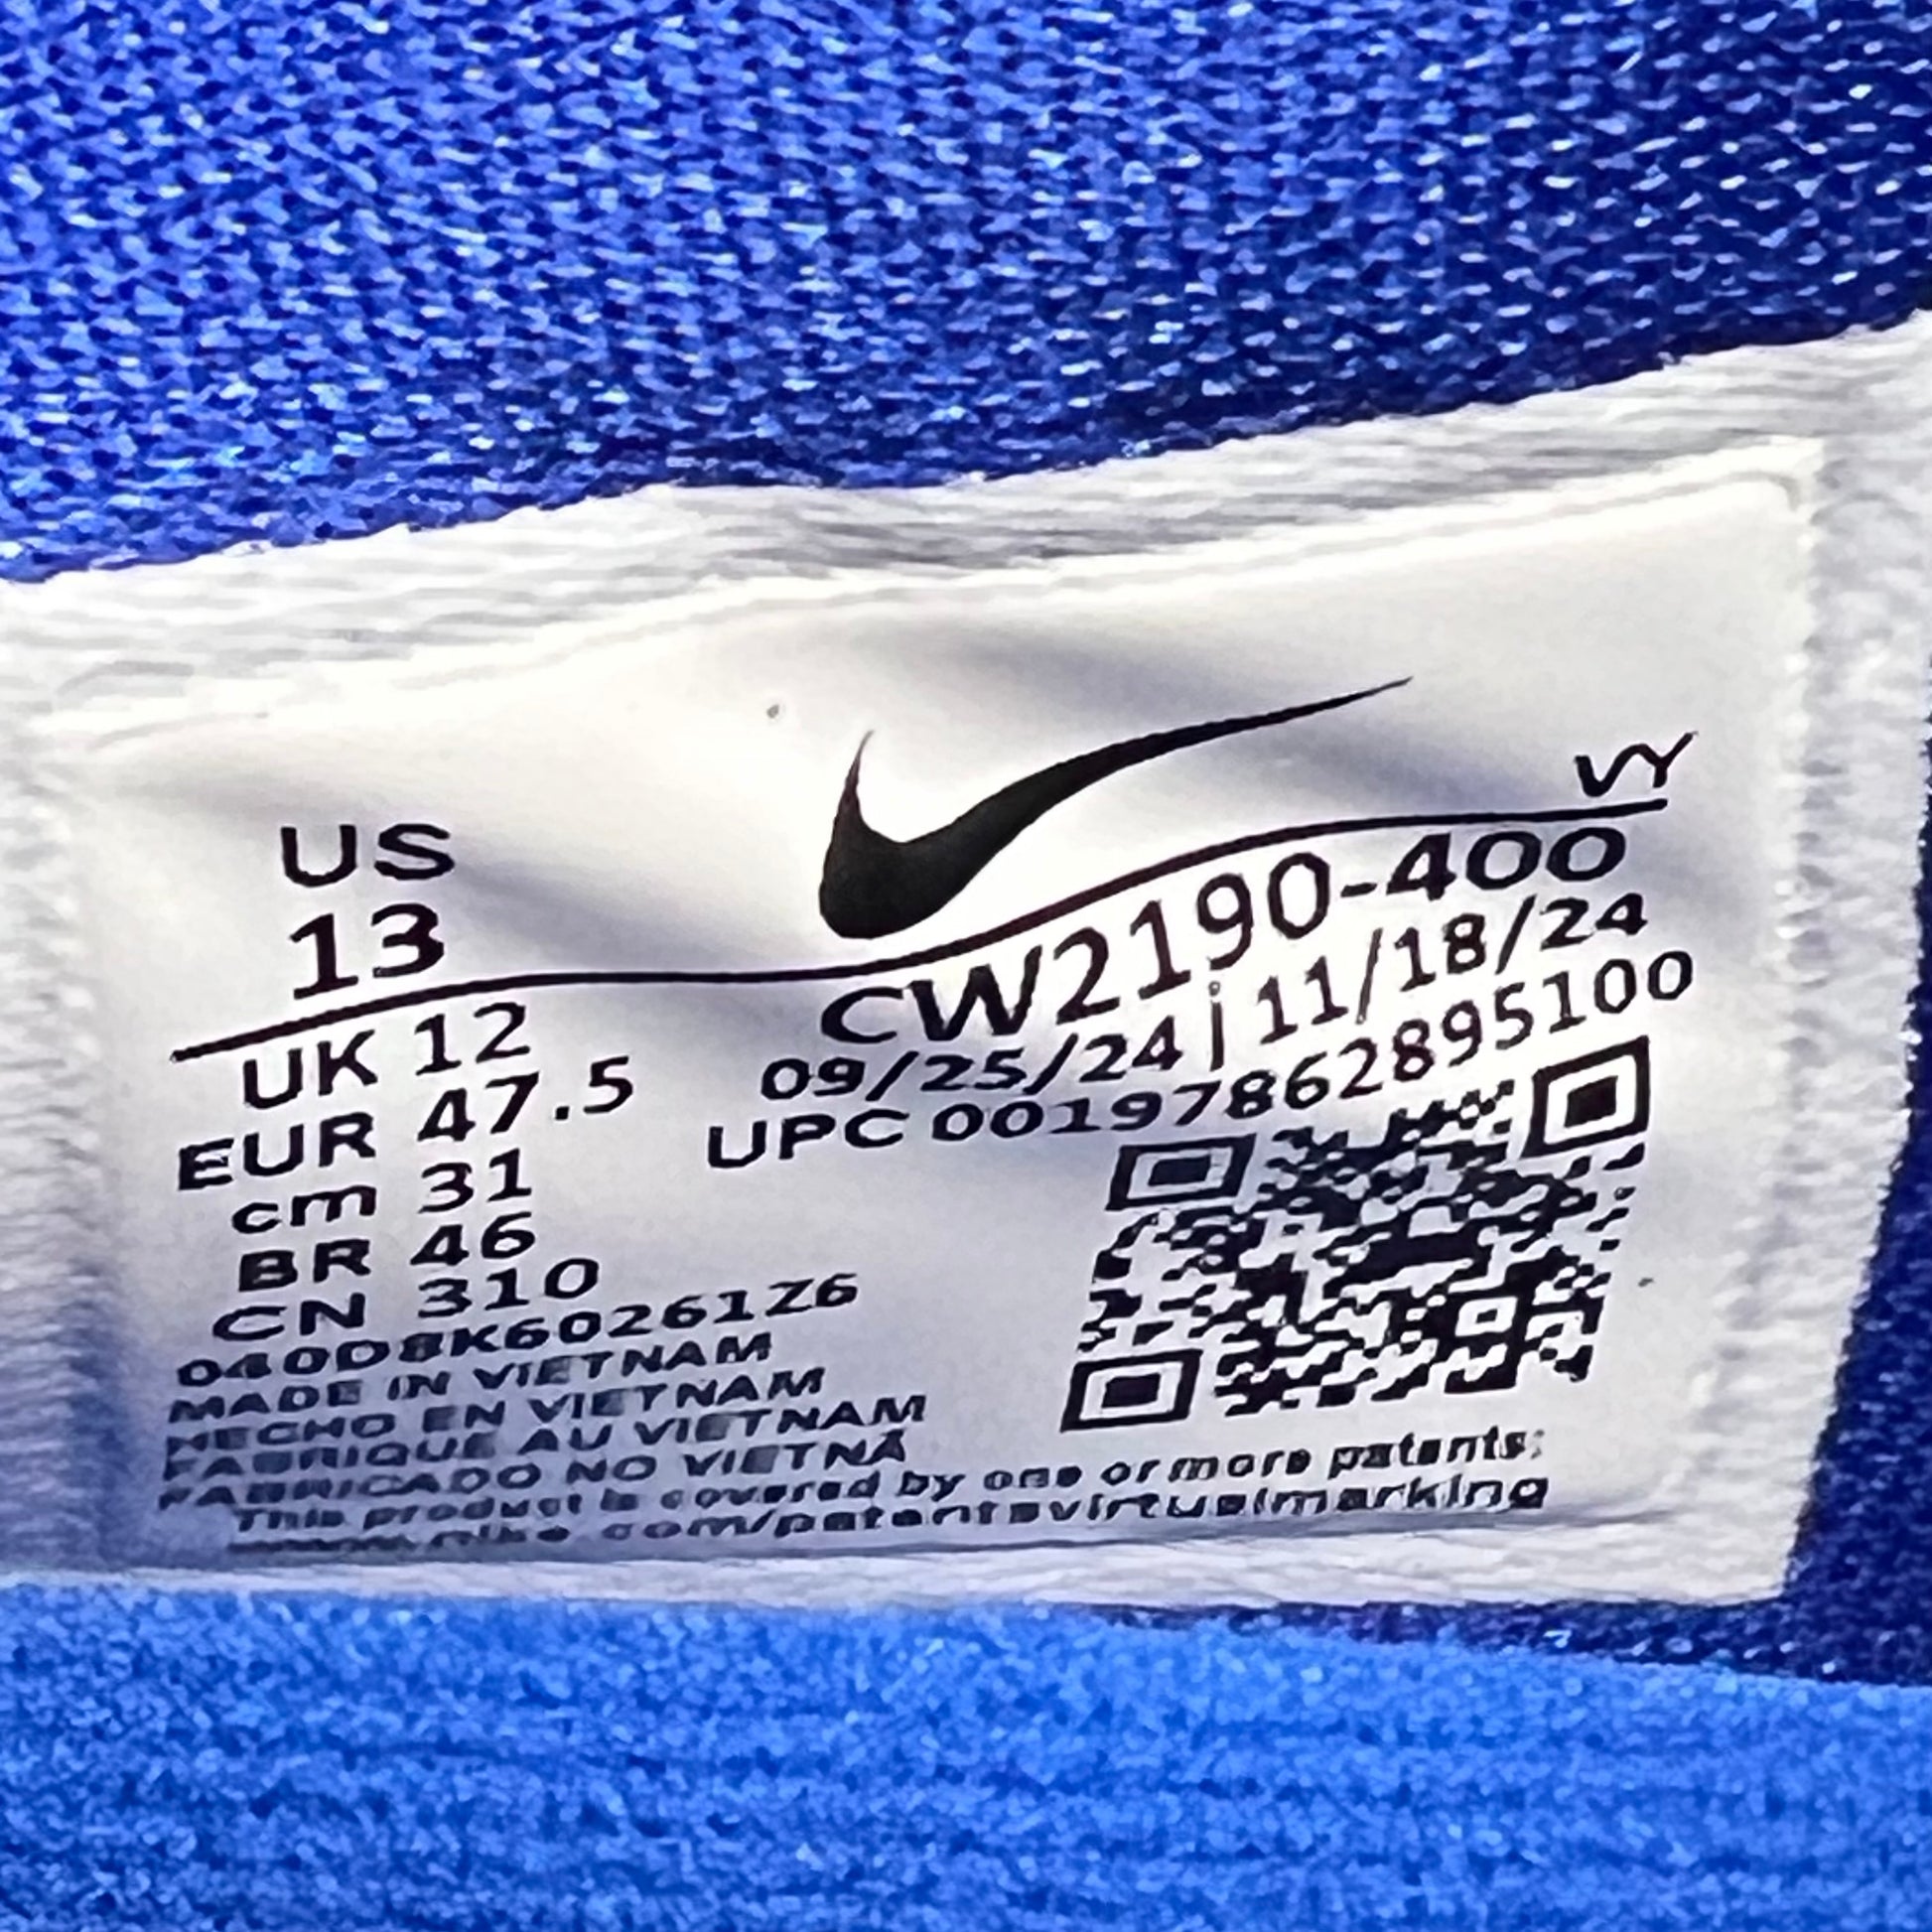 US
13
VY
CW2190-400
09/25/24 | 11/18/24
UPC 00197862895100
UK 12
EUR 47.5
cm 31
BR 46
CN 310
040D8K60261Z6
MADE IN VIETNAM
HECHO EN VIETNAM
FABRIQUE AU VIETNAM
FABRICADO NO VIETNÃ
This product is covered by one or more patents:
www.nike.com/patentsvirtualmarking